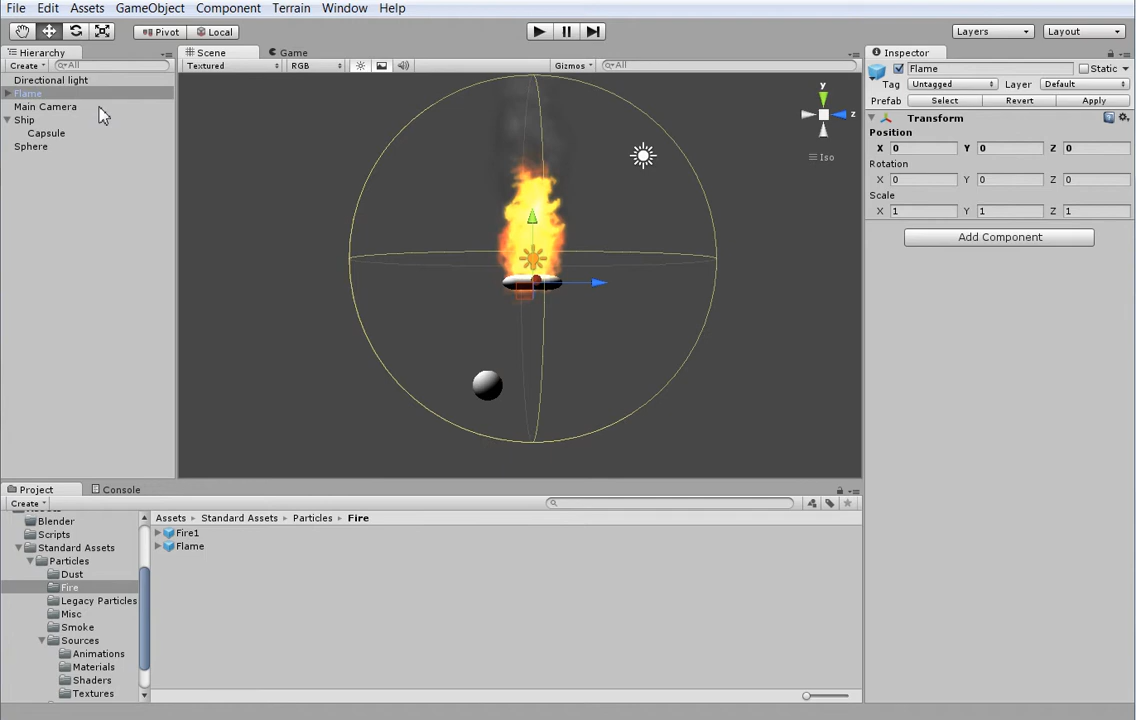 File Edit Assets GameObject Component Terrain Window Help
Pivot Local Layers Layout
Hierarchy Scene Game Inspector
Create All Textured RGB Gizmos All
Flame Static
Tag Untagged Layer Default
Prefab Select Revert Apply
Transform
Position
X 0 Y 0 Z 0
Rotation
X 0 Y 0 Z 0
Scale
X 1 Y 1 Z 1
Add Component
Directional light
Flame
Main Camera
Ship
Capsule
Sphere
y
z
Iso
Project Console
Create
Blender
Scripts
Standard Assets
Particles
Dust
Fire
Legacy Particles
Misc
Smoke
Sources
Animations
Materials
Shaders
Textures
Assets Standard Assets Particles Fire
Fire1
Flame